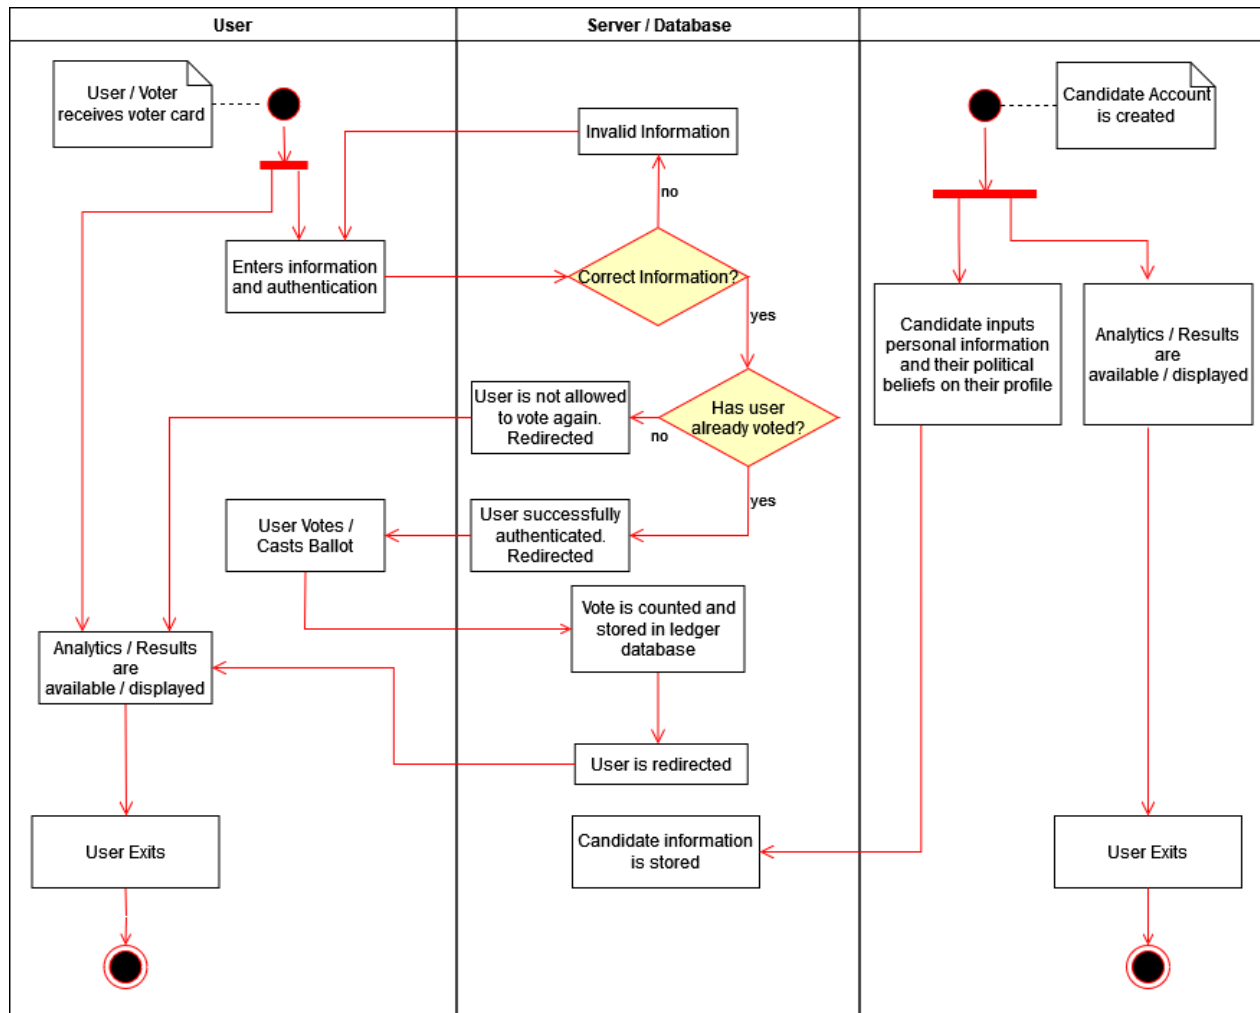 User
Server / Database
User / Voter
receives voter card
Candidate Account
is created
Invalid Information
no
Enters information
and authentication
Correct Information?
yes
Candidate inputs
personal information
and their political
beliefs on their profile
Analytics / Results
are
available / displayed
User is not allowed
to vote again.
Redirected
no
Has user
already voted?
yes
User Votes /
Casts Ballot
User successfully
authenticated.
Redirected
Vote is counted and
stored in ledger
database
Analytics / Results
are
available / displayed
User is redirected
User Exits
Candidate information
is stored
User Exits